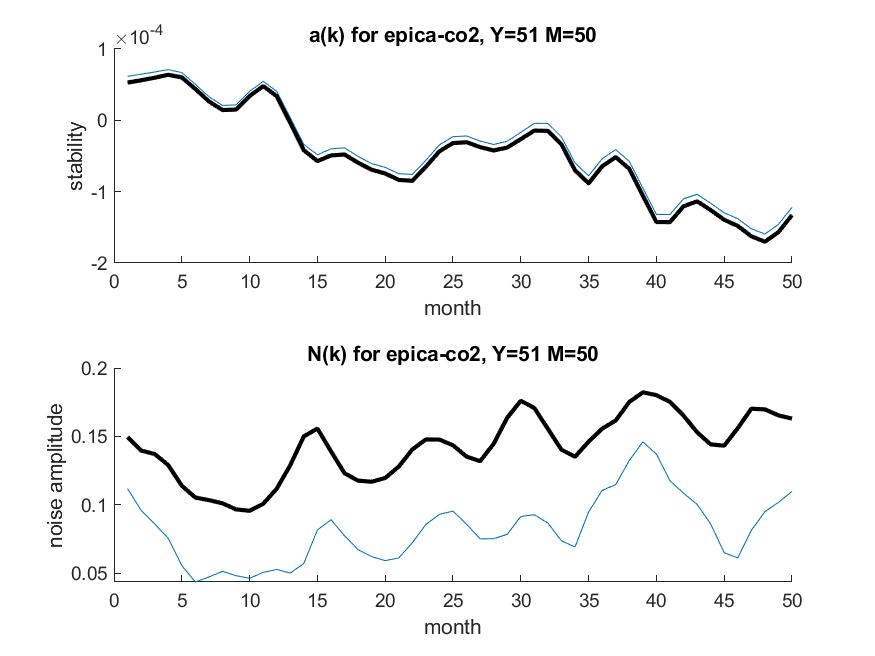 ×10⁻⁴
a(k) for epica-co2, Y=51 M=50
1
0
-1
-2
stability
0 5 10 15 20 25 30 35 40 45 50
month
N(k) for epica-co2, Y=51 M=50
0.2
0.15
0.1
0.05
noise amplitude
0 5 10 15 20 25 30 35 40 45 50
month